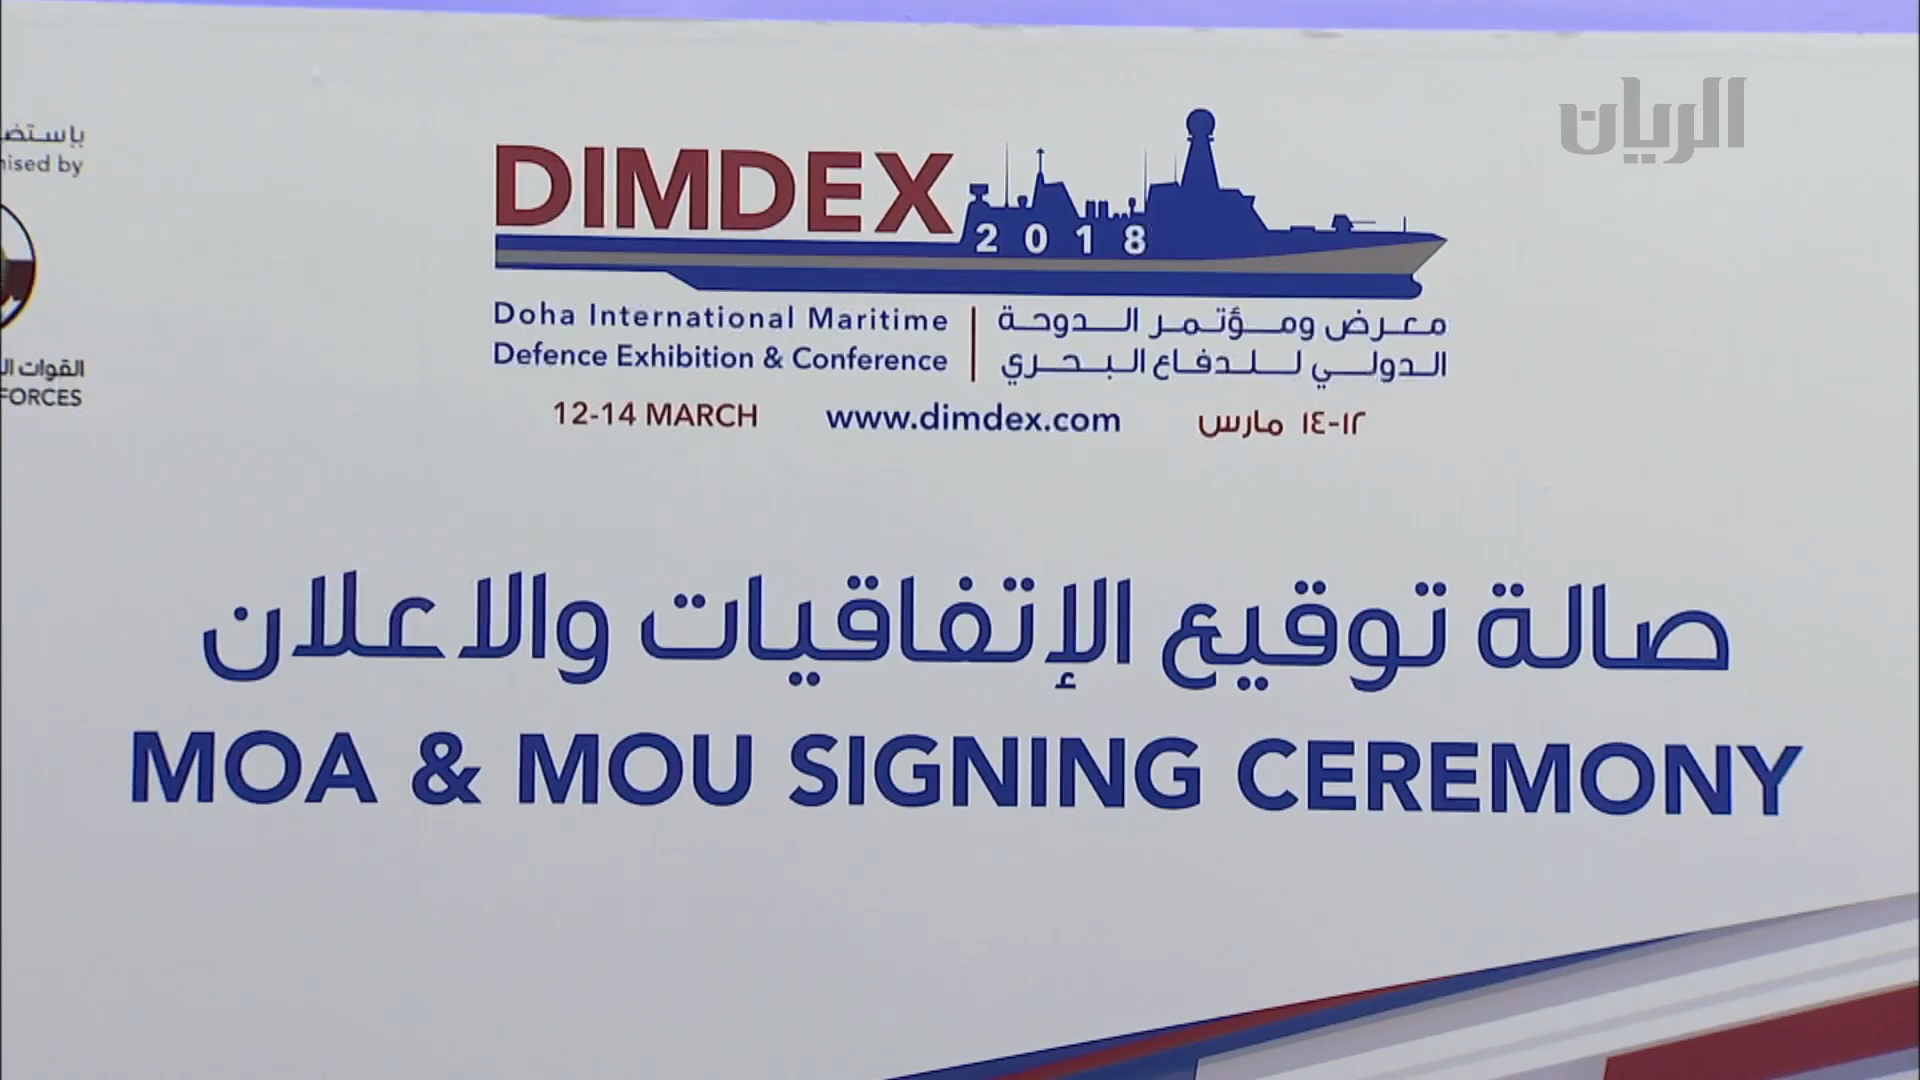 الريان
nised by
FORCES
DIMDEX
2018
Doha International Maritime
Defence Exhibition & Conference
معرض ومؤتمر الدوحة
الدولي للدفاع البحري
12-14 MARCH
www.dimdex.com
١٢-١٤ مارس
صالة توقيع الإتفاقيات والاعلان
MOA & MOU SIGNING CEREMONY